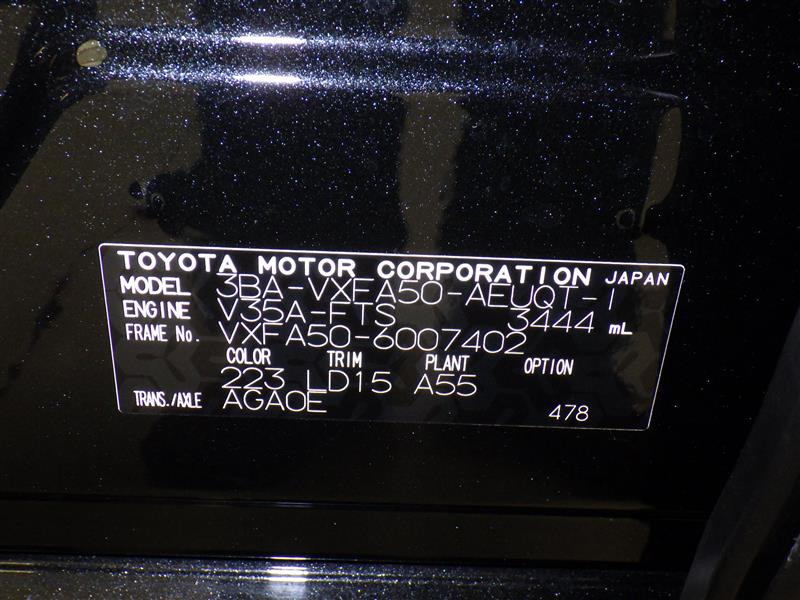 TOYOTA MOTOR CORPORATION JAPAN
MODEL 3BA-VXFA50-AEUQT-1
ENGINE V35A-FTS 3444 mL
FRAME No. VXFA50-6007402
COLOR TRIM PLANT OPTION
223 LD15 A55
TRANS./AXLE AGA0E
478